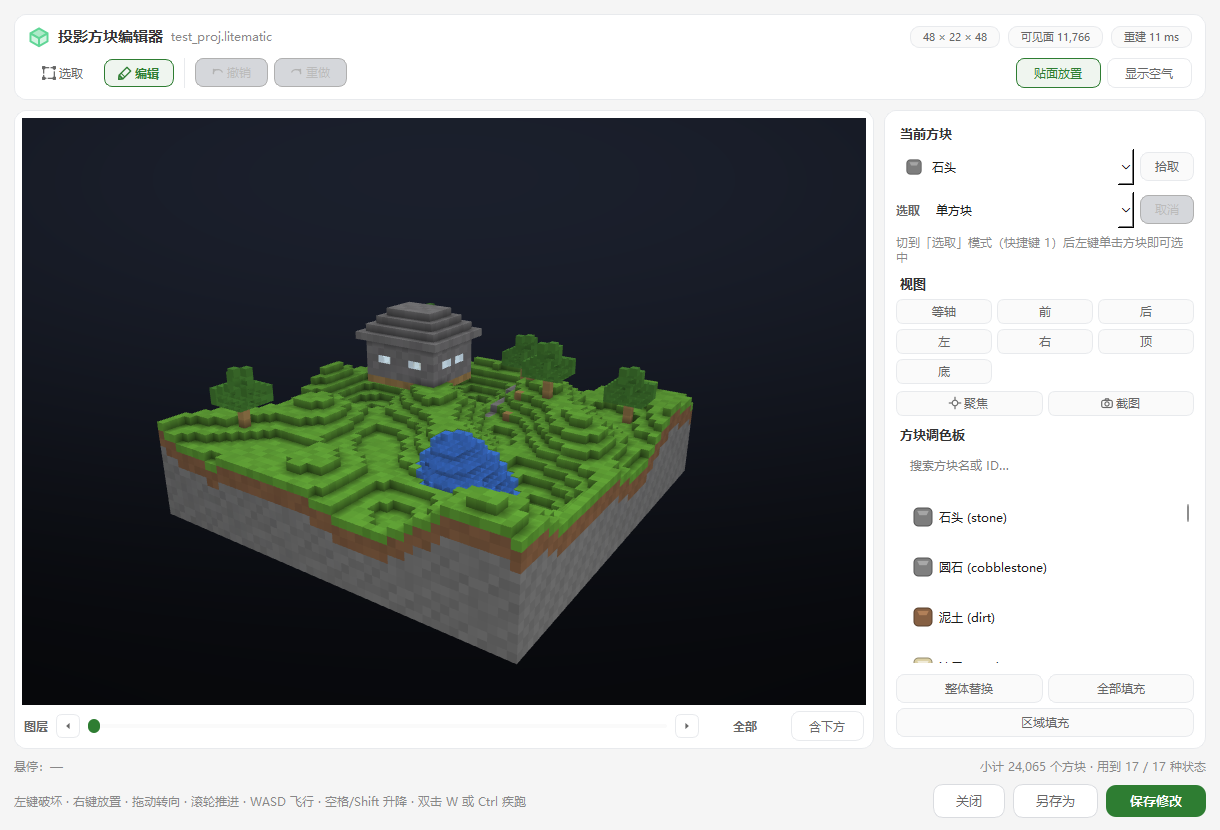 投影方块编辑器 test_proj.litematic
48 × 22 × 48 可见面 11,766 重建 11 ms
选取 编辑 撤销 重做 贴面放置 显示空气
当前方块
石头 拾取
选取 单方块 取消
切到「选取」模式（快捷键 1）后左键单击方块即可选
中
视图
等轴 前 后
左 右 顶
底
聚焦 截图
方块调色板
搜索方块名或 ID...
石头 (stone)
圆石 (cobblestone)
泥土 (dirt)
整体替换 全部填充
区域填充
图层 全部 含下方
悬停：— 小计 24,065 个方块 · 用到 17 / 17 种状态
左键破坏 · 右键放置 · 拖动转向 · 滚轮推进 · WASD 飞行 · 空格/Shift 升降 · 双击 W 或 Ctrl 疾跑
关闭 另存为 保存修改